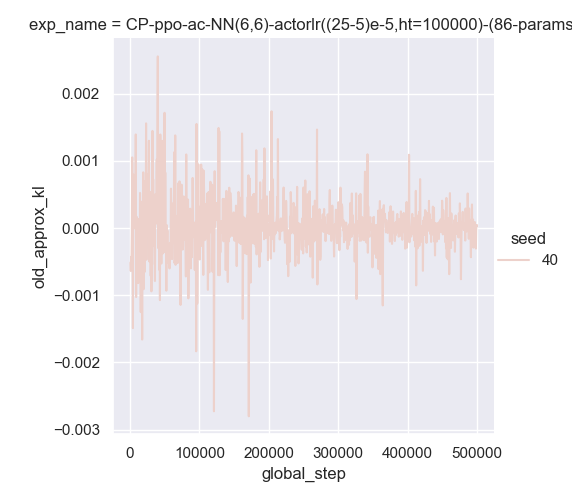 exp_name = CP-ppo-ac-NN(6,6)-actorlr((25-5)e-5,ht=100000)-(86-params
0.002
0.001
0.000
−0.001
−0.002
−0.003
old_approx_kl
0 100000 200000 300000 400000 500000
global_step
seed
40